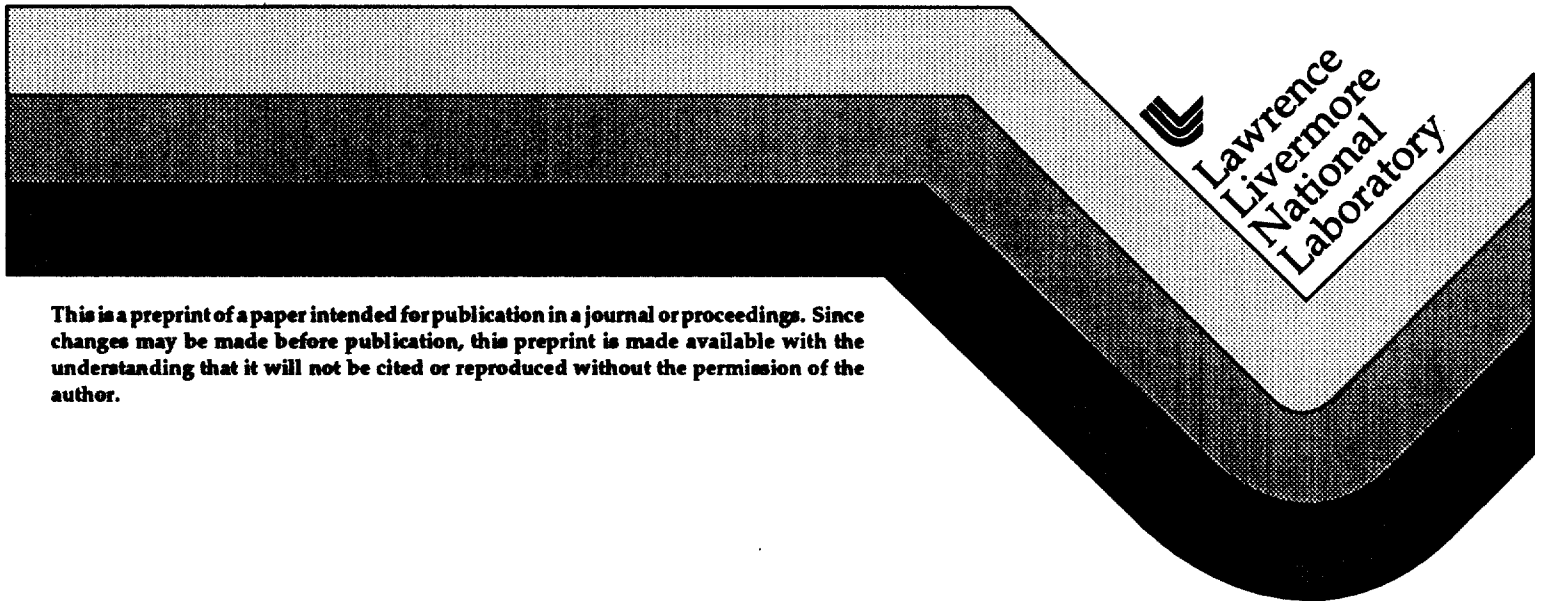 Lawrence
Livermore
National
Laboratory
This is a preprint of a paper intended for publication in a journal or proceedings. Since
changes may be made before publication, this preprint is made available with the
understanding that it will not be cited or reproduced without the permission of the
author.